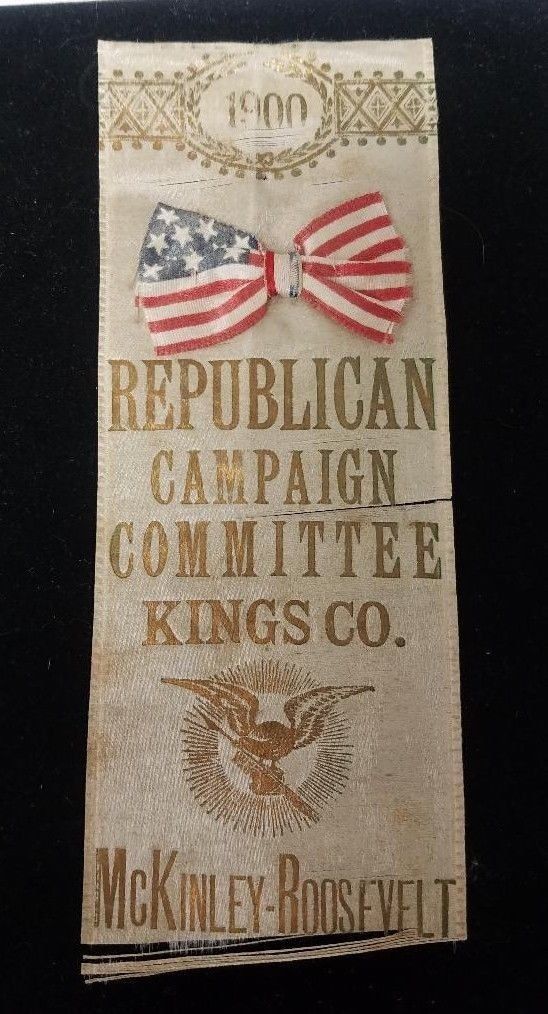 1900
REPUBLICAN
CAMPAIGN
COMMITTEE
KINGS CO.
MCKINLEY-ROOSEVELT